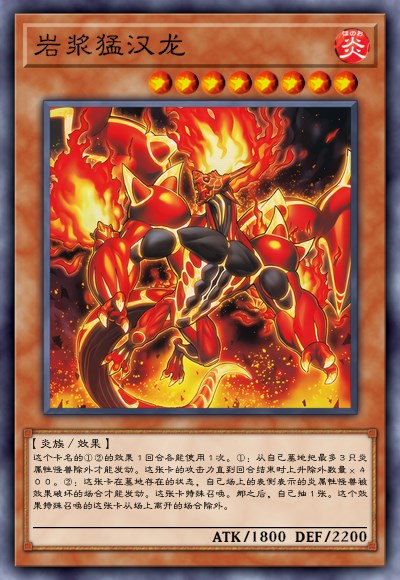 岩浆猛汉龙
ほのお
炎
【炎族／效果】
这个卡名的①②的效果1回合各能使用1次。①：从自己墓地把最多3只炎
属性怪兽除外才能发动。这张卡的攻击力直到回合结束时上升除外数量×４
００。②：这张卡在墓地存在的状态，自己场上的表侧表示的炎属性怪兽被
效果破坏的场合才能发动。这张卡特殊召唤。那之后，自己抽1张。这个效
果特殊召唤的这张卡从场上离开的场合除外。
ATK/1800 DEF/2200